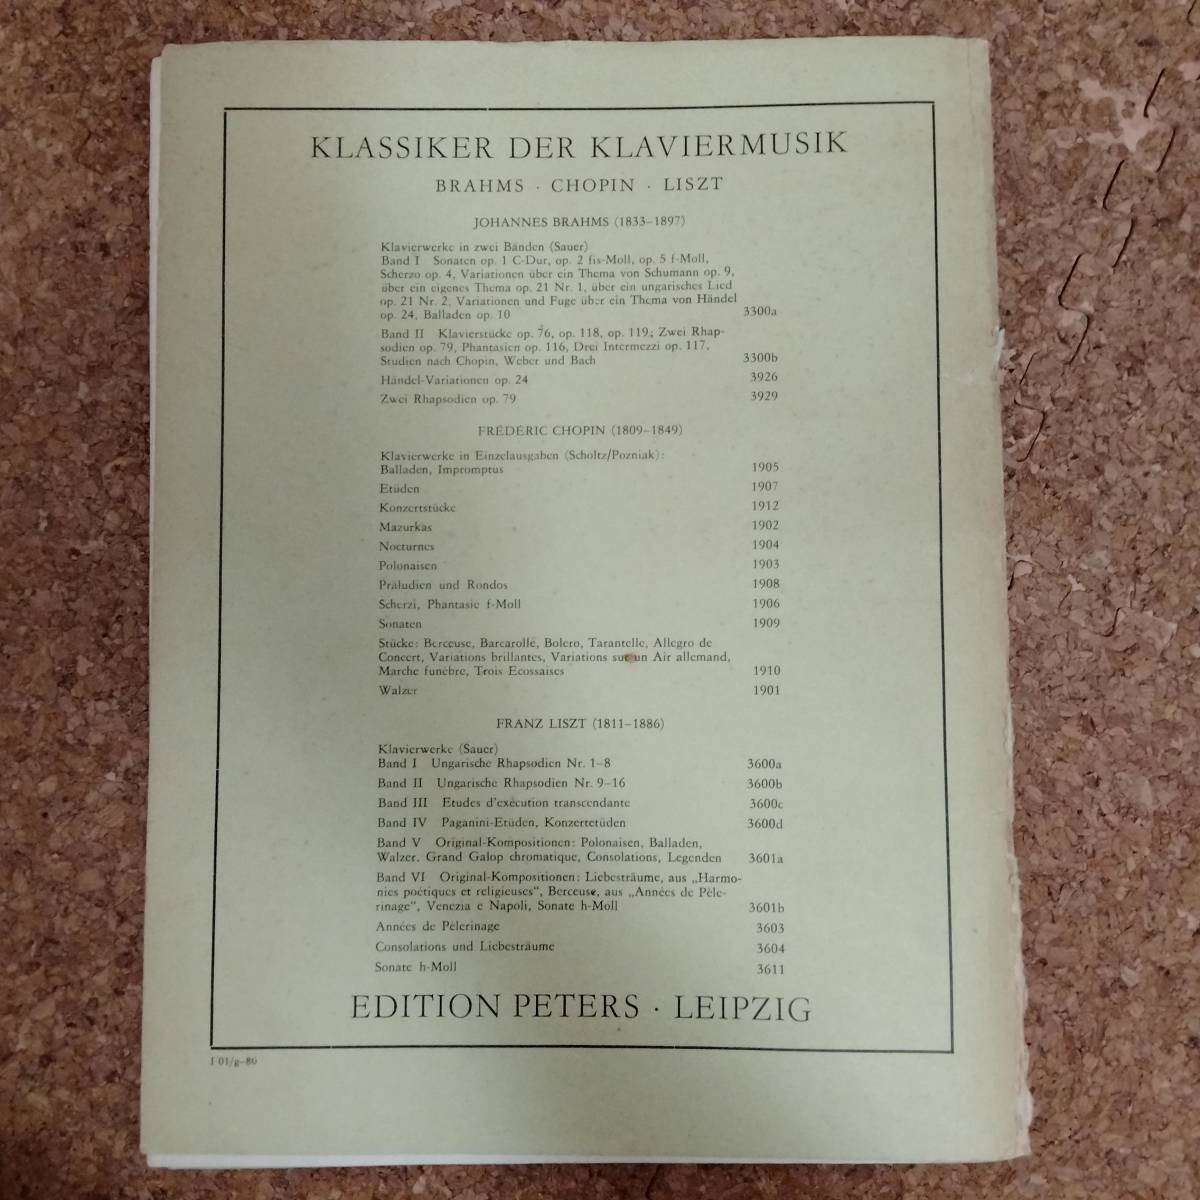 KLASSIKER DER KLAVIERMUSIK
BRAHMS · CHOPIN · LISZT
JOHANNES BRAHMS (1833–1897)
Klavierwerke in zwei Bänden (Sauer)
Band I Sonaten op. 1 C-Dur, op. 2 fis-Moll, op. 5 f-Moll,
Scherzo op. 4, Variationen über ein Thema von Schumann op. 9,
über ein eigenes Thema op. 21 Nr. 1, über ein ungarisches Lied
op. 21 Nr. 2, Variationen und Fuge über ein Thema von Händel
op. 24, Balladen op. 10 3300a
Band II Klavierstücke op. 76, op. 118, op. 119; Zwei Rhap-
sodien op. 79, Phantasien op. 116, Drei Intermezzi op. 117,
Studien nach Chopin, Weber und Bach 3300b
Händel-Variationen op. 24 3926
Zwei Rhapsodien op. 79 3929
FRÉDÉRIC CHOPIN (1809–1849)
Klavierwerke in Einzelausgaben (Scholtz/Pozniak):
Balladen, Impromptus 1905
Etüden 1907
Konzertstücke 1912
Mazurkas 1902
Nocturnes 1904
Polonaisen 1903
Präludien und Rondos 1908
Scherzi, Phantasie f-Moll 1906
Sonaten 1909
Stücke: Berceuse, Barcarolle, Bolero, Tarantelle, Allegro de
Concert, Variations brillantes, Variations sur un Air allemand,
Marche funèbre, Trois Ecossaises 1910
Walzer 1901
FRANZ LISZT (1811–1886)
Klavierwerke (Sauer)
Band I Ungarische Rhapsodien Nr. 1–8 3600a
Band II Ungarische Rhapsodien Nr. 9–16 3600b
Band III Etudes d'exécution transcendante 3600c
Band IV Paganini-Etüden, Konzertetüden 3600d
Band V Original-Kompositionen: Polonaisen, Balladen,
Walzer, Grand Galop chromatique, Consolations, Legenden 3601a
Band VI Original-Kompositionen: Liebesträume, aus „Harmo-
nies poétiques et religieuses“, Berceuse, aus „Années de Pèle-
rinage“, Venezia e Napoli, Sonate h-Moll 3601b
Années de Pèlerinage 3603
Consolations und Liebesträume 3604
Sonate h-Moll 3611
EDITION PETERS · LEIPZIG
I 01/g–80